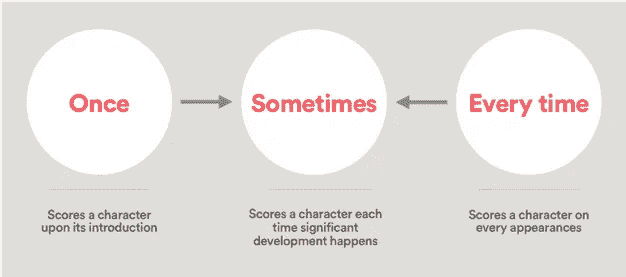 Once
Sometimes
Every time
Scores a character
upon its introduction
Scores a character each
time significant
development happens
Scores a character on
every appearances